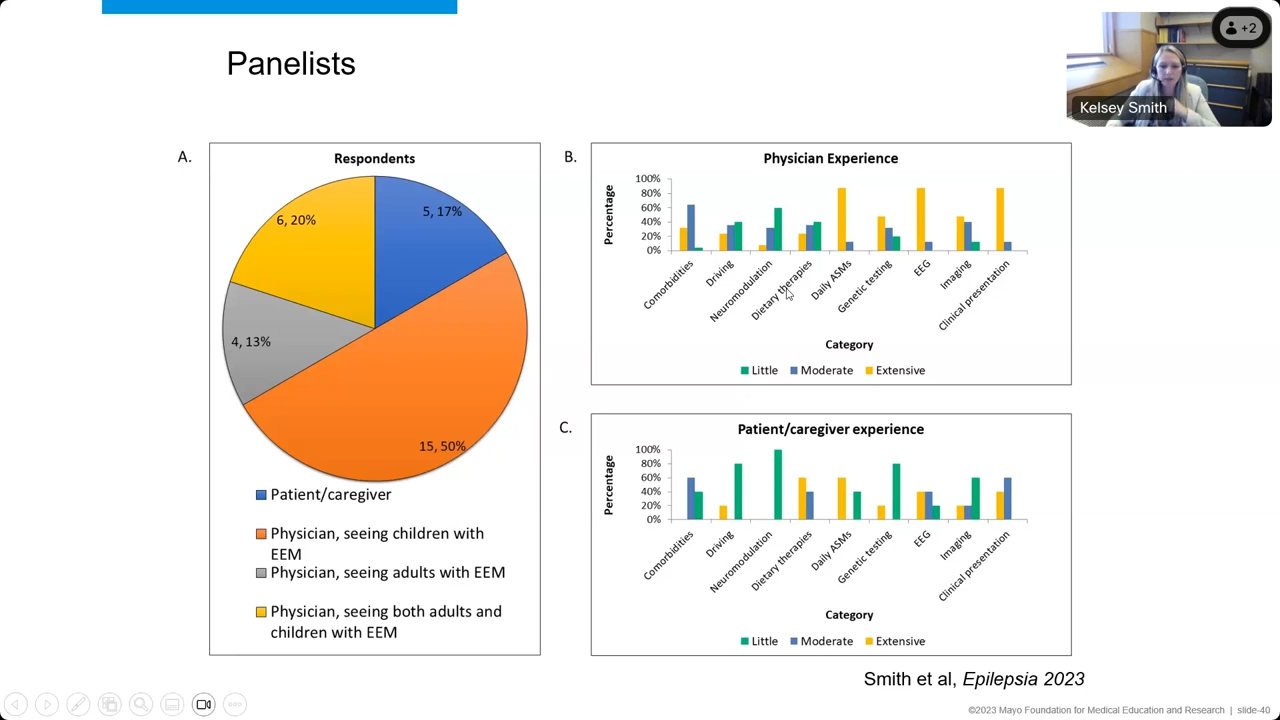 Panelists
+2
Kelsey Smith
A.
Respondents
6, 20%
5, 17%
4, 13%
15, 50%
Patient/caregiver
Physician, seeing children with
EEM
Physician, seeing adults with EEM
Physician, seeing both adults and
children with EEM
B.
Physician Experience
Percentage
100%
80%
60%
40%
20%
0%
Comorbidities
Driving
Neuromodulation
Dietary therapies
Daily ASMs
Genetic testing
EEG
Imaging
Clinical presentation
Category
Little
Moderate
Extensive
C.
Patient/caregiver experience
Percentage
100%
80%
60%
40%
20%
0%
Comorbidities
Driving
Neuromodulation
Dietary therapies
Daily ASMs
Genetic testing
EEG
Imaging
Clinical presentation
Category
Little
Moderate
Extensive
Smith et al, Epilepsia 2023
©2023 Mayo Foundation for Medical Education and Research | slide-40